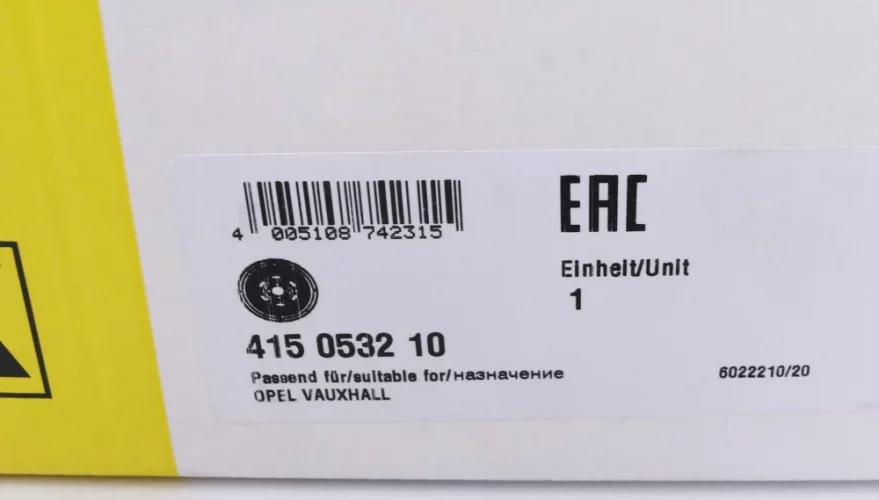 4 005108 742315
EAC
Einheit/Unit
1
415 0532 10
Passend für/suitable for/назначение
6022210/20
OPEL VAUXHALL